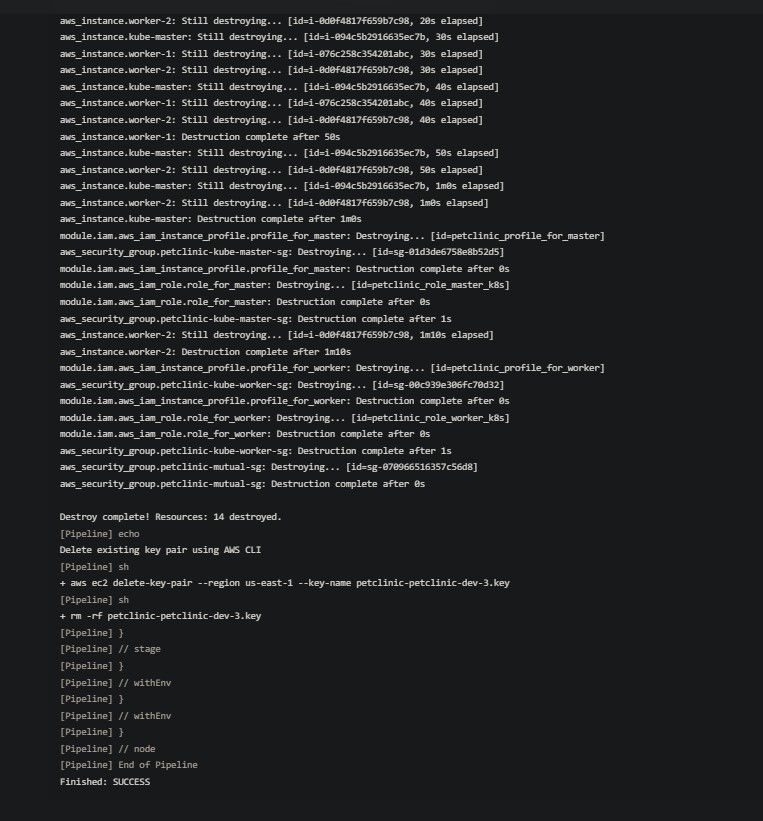 aws_instance.worker-2: Still destroying... [id=i-0d0f4817f659b7c98, 20s elapsed]
aws_instance.kube-master: Still destroying... [id=i-094c5b2916635ec7b, 30s elapsed]
aws_instance.worker-1: Still destroying... [id=i-076c258c354201abc, 30s elapsed]
aws_instance.worker-2: Still destroying... [id=i-0d0f4817f659b7c98, 30s elapsed]
aws_instance.kube-master: Still destroying... [id=i-094c5b2916635ec7b, 40s elapsed]
aws_instance.worker-1: Still destroying... [id=i-076c258c354201abc, 40s elapsed]
aws_instance.worker-2: Still destroying... [id=i-0d0f4817f659b7c98, 40s elapsed]
aws_instance.worker-1: Destruction complete after 50s
aws_instance.kube-master: Still destroying... [id=i-094c5b2916635ec7b, 50s elapsed]
aws_instance.worker-2: Still destroying... [id=i-0d0f4817f659b7c98, 50s elapsed]
aws_instance.kube-master: Still destroying... [id=i-094c5b2916635ec7b, 1m0s elapsed]
aws_instance.worker-2: Still destroying... [id=i-0d0f4817f659b7c98, 1m0s elapsed]
aws_instance.kube-master: Destruction complete after 1m0s
module.iam.aws_iam_instance_profile.profile_for_master: Destroying... [id=petclinic_profile_for_master]
aws_security_group.petclinic-kube-master-sg: Destroying... [id=sg-01d3de6758e8b52d5]
module.iam.aws_iam_instance_profile.profile_for_master: Destruction complete after 0s
module.iam.aws_iam_role.role_for_master: Destroying... [id=petclinic_role_master_k8s]
module.iam.aws_iam_role.role_for_master: Destruction complete after 0s
aws_security_group.petclinic-kube-master-sg: Destruction complete after 1s
aws_instance.worker-2: Still destroying... [id=i-0d0f4817f659b7c98, 1m10s elapsed]
aws_instance.worker-2: Destruction complete after 1m10s
module.iam.aws_iam_instance_profile.profile_for_worker: Destroying... [id=petclinic_profile_for_worker]
aws_security_group.petclinic-kube-worker-sg: Destroying... [id=sg-00c939e306fc70d32]
module.iam.aws_iam_instance_profile.profile_for_worker: Destruction complete after 0s
module.iam.aws_iam_role.role_for_worker: Destroying... [id=petclinic_role_worker_k8s]
module.iam.aws_iam_role.role_for_worker: Destruction complete after 0s
aws_security_group.petclinic-kube-worker-sg: Destruction complete after 1s
aws_security_group.petclinic-mutual-sg: Destroying... [id=sg-070966516357c56d8]
aws_security_group.petclinic-mutual-sg: Destruction complete after 0s
Destroy complete! Resources: 14 destroyed.
[Pipeline] echo
Delete existing key pair using AWS CLI
[Pipeline] sh
+ aws ec2 delete-key-pair --region us-east-1 --key-name petclinic-petclinic-dev-3.key
[Pipeline] sh
+ rm -rf petclinic-petclinic-dev-3.key
[Pipeline] }
[Pipeline] // stage
[Pipeline] }
[Pipeline] // withEnv
[Pipeline] }
[Pipeline] // withEnv
[Pipeline] }
[Pipeline] // node
[Pipeline] End of Pipeline
Finished: SUCCESS